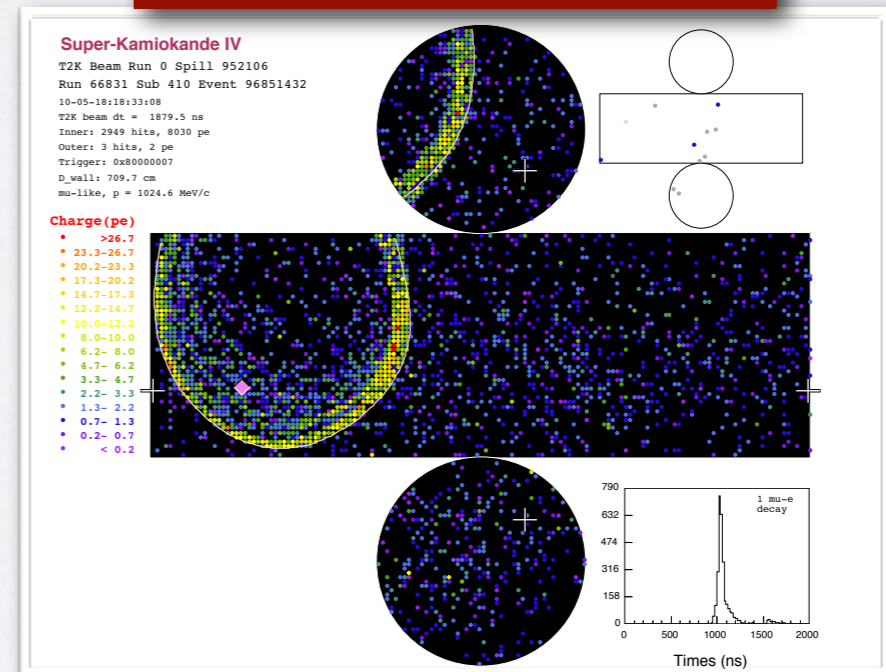 Super-Kamiokande IV
T2K Beam Run 0 Spill 952106
Run 66831 Sub 410 Event 96851432
10-05-18:18:33:08
T2K beam dt = 1879.5 ns
Inner: 2949 hits, 8030 pe
Outer: 3 hits, 2 pe
Trigger: 0x80000007
D_wall: 709.7 cm
mu-like, p = 1024.6 MeV/c
Charge(pe)
>26.7
23.3-26.7
20.2-23.3
17.3-20.2
14.7-17.3
12.2-14.7
10.0-12.2
8.0-10.0
6.2- 8.0
4.7- 6.2
3.3- 4.7
2.2- 3.3
1.3- 2.2
0.7- 1.3
0.2- 0.7
< 0.2
790
632
474
316
158
0
1 mu-e
decay
0 500 1000 1500 2000
Times (ns)